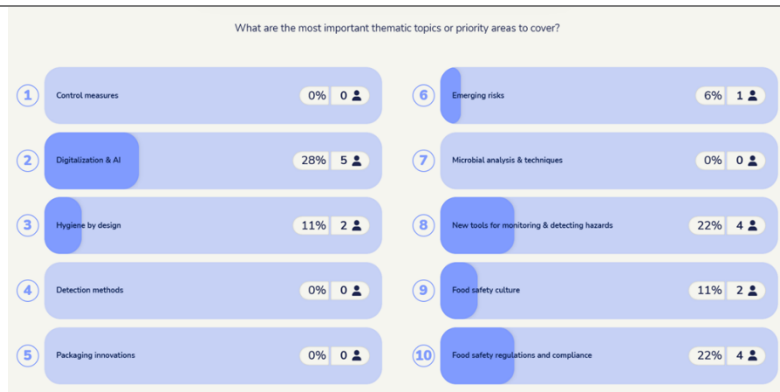 What are the most important thematic topics or priority areas to cover?
1 Control measures 0% 0
2 Digitalization & AI 28% 5
3 Hygiene by design 11% 2
4 Detection methods 0% 0
5 Packaging innovations 0% 0
6 Emerging risks 6% 1
7 Microbial analysis & techniques 0% 0
8 New tools for monitoring & detecting hazards 22% 4
9 Food safety culture 11% 2
10 Food safety regulations and compliance 22% 4